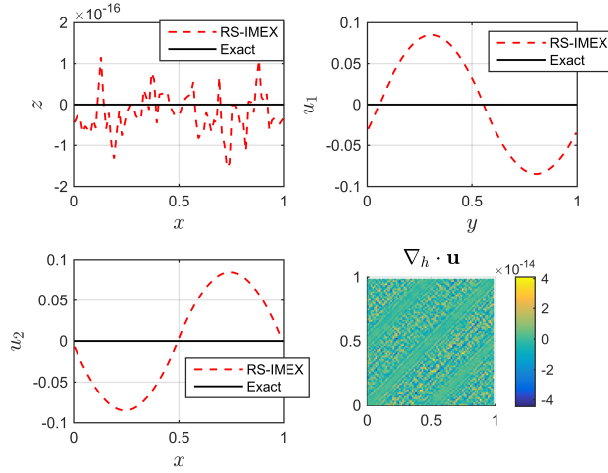 ×10⁻¹⁶
2
1
0
-1
-2
z
0
0.5
1
x
RS-IMEX
Exact
0.1
0.05
0
-0.05
-0.1
u₁
0
0.5
1
y
RS-IMEX
Exact
0.1
0.05
0
-0.05
-0.1
u₂
0
0.5
1
x
RS-IMEX
Exact
∇ₕ · 𝐮
×10⁻¹⁴
1
0.5
0
0
0.5
1
4
2
0
-2
-4